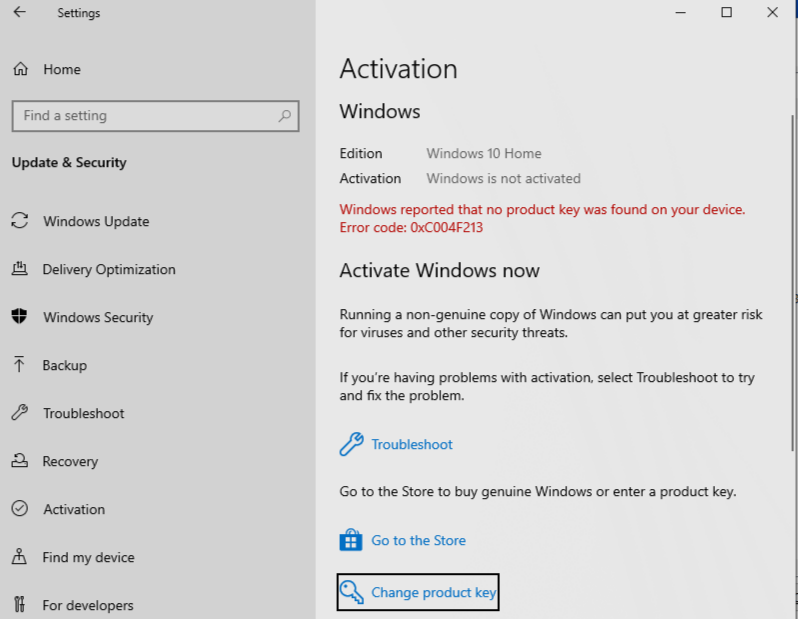 Settings
Home
Find a setting
Update & Security
Windows Update
Delivery Optimization
Windows Security
Backup
Troubleshoot
Recovery
Activation
Find my device
For developers
Activation
Windows
Edition Windows 10 Home
Activation Windows is not activated
Windows reported that no product key was found on your device.
Error code: 0xC004F213
Activate Windows now
Running a non-genuine copy of Windows can put you at greater risk
for viruses and other security threats.
If you're having problems with activation, select Troubleshoot to try
and fix the problem.
Troubleshoot
Go to the Store to buy genuine Windows or enter a product key.
Go to the Store
Change product key